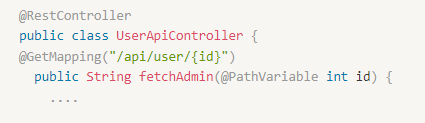 @RestController
public class UserApiController {
@GetMapping("/api/user/{id}")
public String fetchAdmin(@PathVariable int id) {
....